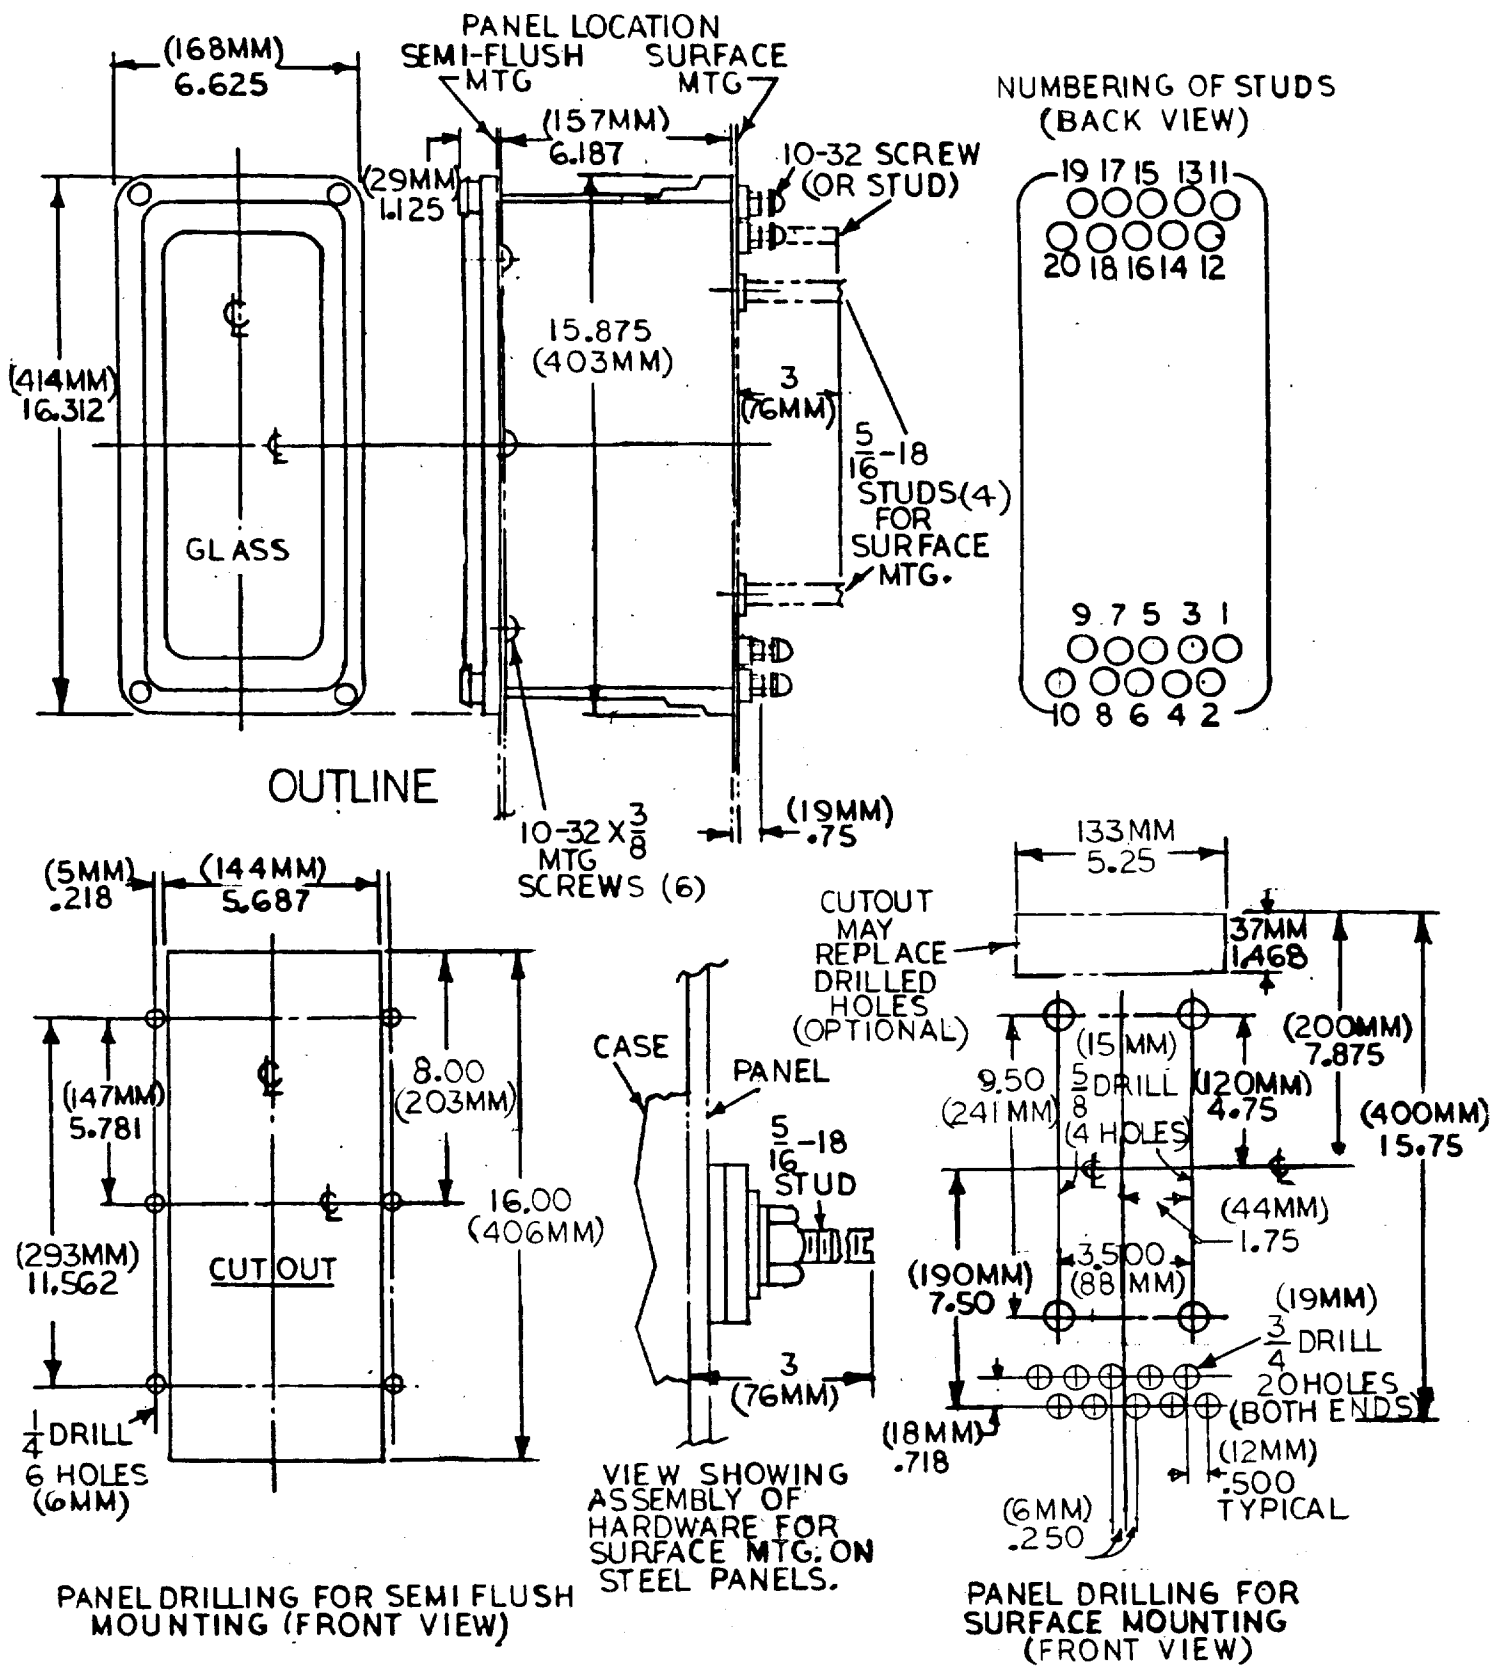 PANEL LOCATION
SEMI-FLUSH MTG
SURFACE MTG
(168MM)
6.625
(157MM)
6.187
(29MM)
1.125
10-32 SCREW
(OR STUD)
15.875
(403MM)
(414MM)
16.312
3
(76MM)
5/16-18
STUDS(4)
FOR
SURFACE
MTG.
℄
℄
GLASS
OUTLINE
10-32 X 3/8
MTG
SCREWS (6)
(19MM)
.75
NUMBERING OF STUDS
(BACK VIEW)
19 17 15 13 11
20 18 16 14 12
9 7 5 3 1
10 8 6 4 2
(5MM)
.218
(144MM)
5.687
(147MM)
5.781
℄
8.00
(203MM)
℄
16.00
(406MM)
(293MM)
11.562
CUTOUT
1/4 DRILL
6 HOLES
(6MM)
PANEL DRILLING FOR SEMI FLUSH
MOUNTING (FRONT VIEW)
CASE
PANEL
5/16-18
STUD
3
(76MM)
VIEW SHOWING
ASSEMBLY OF
HARDWARE FOR
SURFACE MTG. ON
STEEL PANELS.
133MM
5.25
CUTOUT
MAY
REPLACE
DRILLED
HOLES
(OPTIONAL)
37MM
1.468
(200MM)
7.875
(15 MM)
5/8 DRILL
(4 HOLES)
9.50
(241MM)
(120MM)
4.75
(400MM)
15.75
℄
℄
(44MM)
1.75
3.500
(88 MM)
(190MM)
7.50
(19MM)
3/4 DRILL
20 HOLES
(BOTH ENDS)
(18MM)
.718
(12MM)
.500
TYPICAL
(6MM)
.250
PANEL DRILLING FOR
SURFACE MOUNTING
(FRONT VIEW)